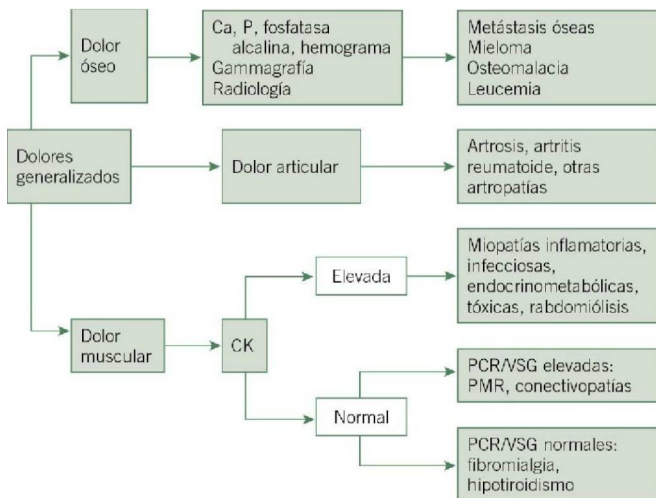 Dolor
óseo
Ca, P, fosfatasa
alcalina, hemograma
Gammagrafía
Radiología
Metástasis óseas
Mieloma
Osteomalacia
Leucemia
Dolores
generalizados
Dolor articular
Artrosis, artritis
reumatoide, otras
artropatías
Dolor
muscular
CK
Elevada
Miopatías inflamatorias,
infecciosas,
endocrinometabólicas,
tóxicas, rabdomiólisis
Normal
PCR/VSG elevadas:
PMR, conectivopatías
PCR/VSG normales:
fibromialgia,
hipotiroidismo